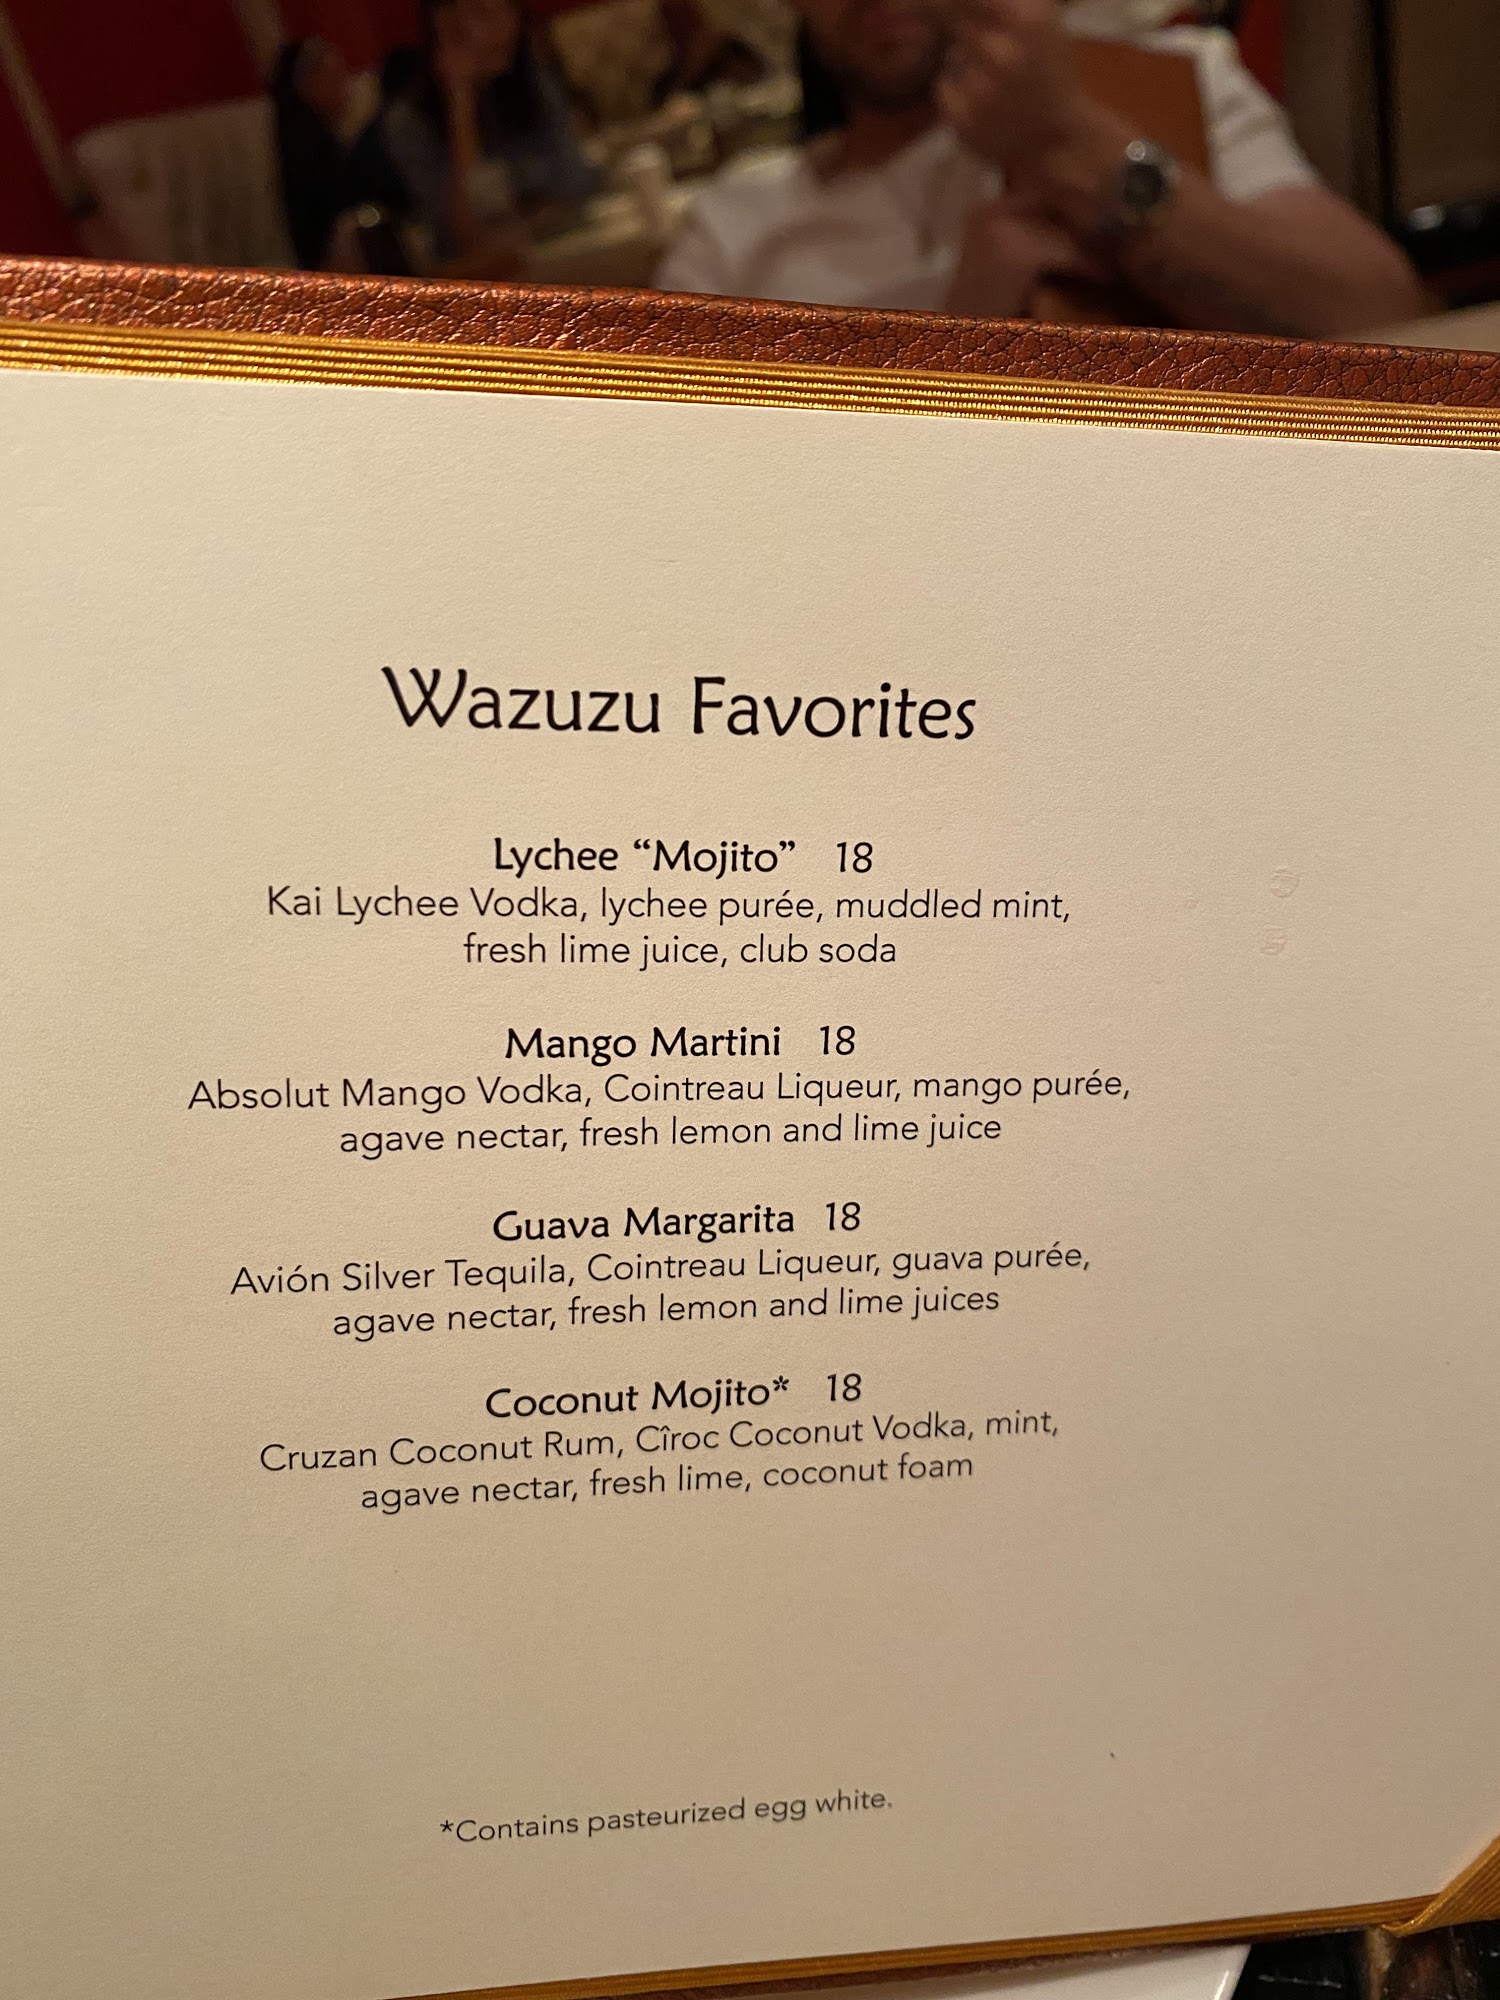 Wazuzu Favorites
Lychee “Mojito” 18
Kai Lychee Vodka, lychee purée, muddled mint,
fresh lime juice, club soda
Mango Martini 18
Absolut Mango Vodka, Cointreau Liqueur, mango purée,
agave nectar, fresh lemon and lime juice
Guava Margarita 18
Avión Silver Tequila, Cointreau Liqueur, guava purée,
agave nectar, fresh lemon and lime juices
Coconut Mojito* 18
Cruzan Coconut Rum, Cîroc Coconut Vodka, mint,
agave nectar, fresh lime, coconut foam
*Contains pasteurized egg white.